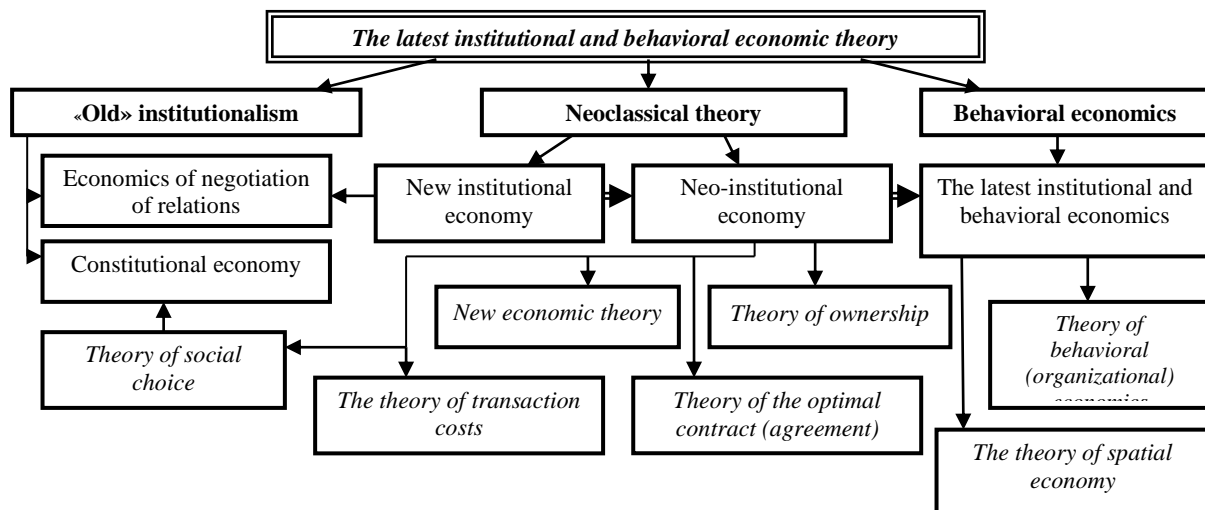 The latest institutional and behavioral economic theory
«Old» institutionalism
Neoclassical theory
Behavioral economics
Economics of negotiation
of relations
New institutional
economy
Neo-institutional
economy
The latest institutional and
behavioral economics
Constitutional economy
New economic theory
Theory of ownership
Theory of
behavioral
(organizational)
economics
Theory of social
choice
The theory of transaction
costs
Theory of the optimal
contract (agreement)
The theory of spatial
economy